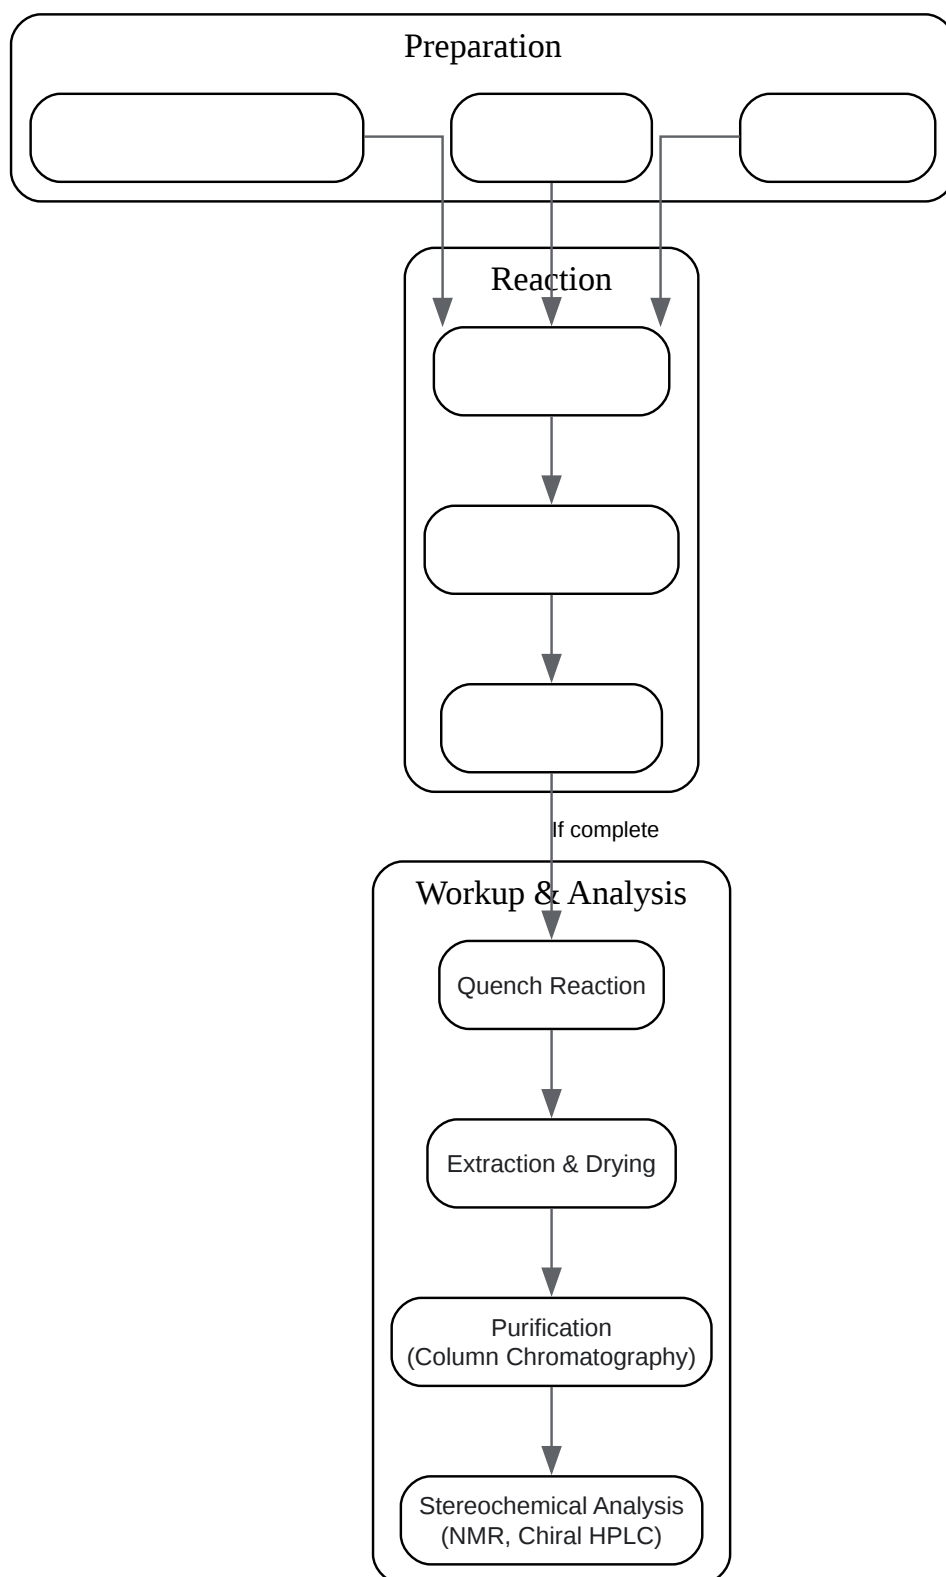 Preparation
Reaction
If complete
Workup & Analysis
Quench Reaction
Extraction & Drying
Purification
(Column Chromatography)
Stereochemical Analysis
(NMR, Chiral HPLC)